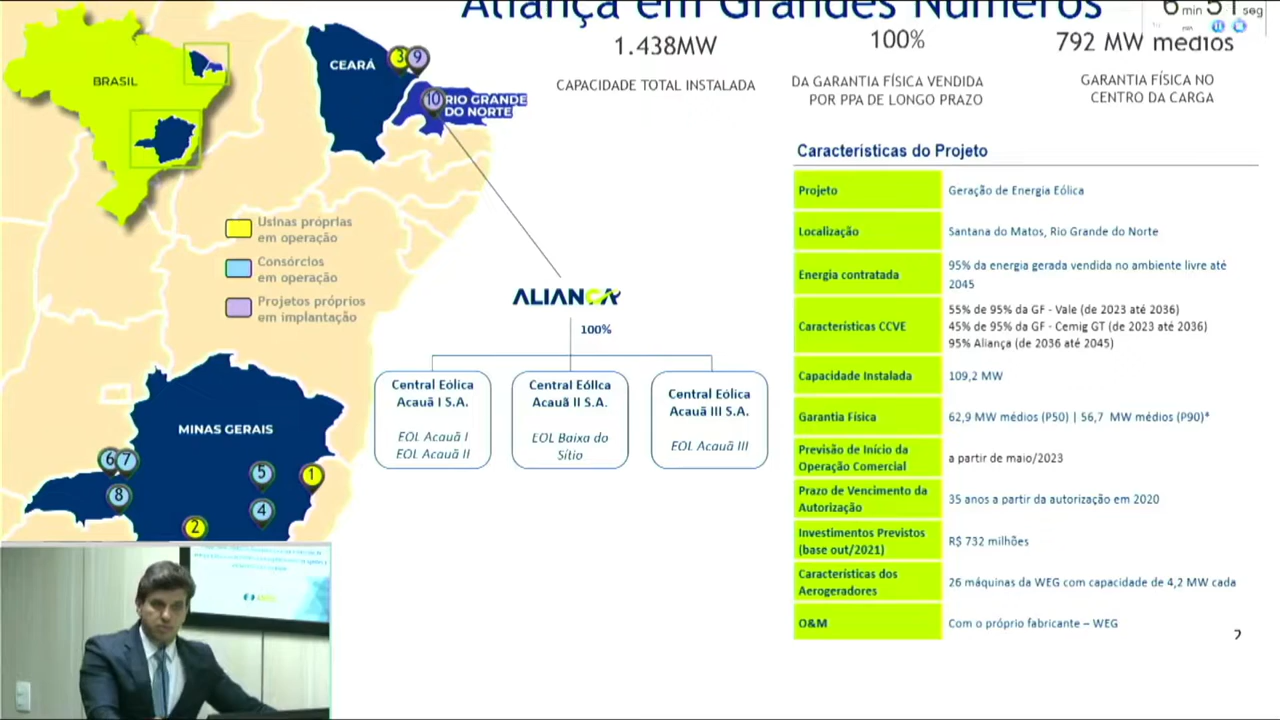 Aliança em Grandes Números
6 min 51 seg
1.438MW
CAPACIDADE TOTAL INSTALADA
100%
DA GARANTIA FÍSICA VENDIDA
POR PPA DE LONGO PRAZO
792 MW médios
GARANTIA FÍSICA NO
CENTRO DA CARGA
BRASIL
CEARÁ
3
9
10
RIO GRANDE
DO NORTE
Usinas próprias
em operação
Consórcios
em operação
Projetos próprios
em implantação
MINAS GERAIS
6
7
8
5
4
1
2
ALIANÇA
100%
Central Eólica
Acauã I S.A.
EOL Acauã I
EOL Acauã II
Central Eólica
Acauã II S.A.
EOL Baixa do
Sítio
Central Eólica
Acauã III S.A.
EOL Acauã III
Características do Projeto
Projeto
Geração de Energia Eólica
Localização
Santana do Matos, Rio Grande do Norte
Energia contratada
95% da energia gerada vendida no ambiente livre até
2045
Características CCVE
55% de 95% da GF - Vale (de 2023 até 2036)
45% de 95% da GF - Cemig GT (de 2023 até 2036)
95% Aliança (de 2036 até 2045)
Capacidade Instalada
109,2 MW
Garantia Física
62,9 MW médios (P50) | 56,7 MW médios (P90)*
Previsão de Início da
Operação Comercial
a partir de maio/2023
Prazo de Vencimento da
Autorização
35 anos a partir da autorização em 2020
Investimentos Previstos
(base out/2021)
R$ 732 milhões
Características dos
Aerogeradores
26 máquinas da WEG com capacidade de 4,2 MW cada
O&M
Com o próprio fabricante – WEG
2